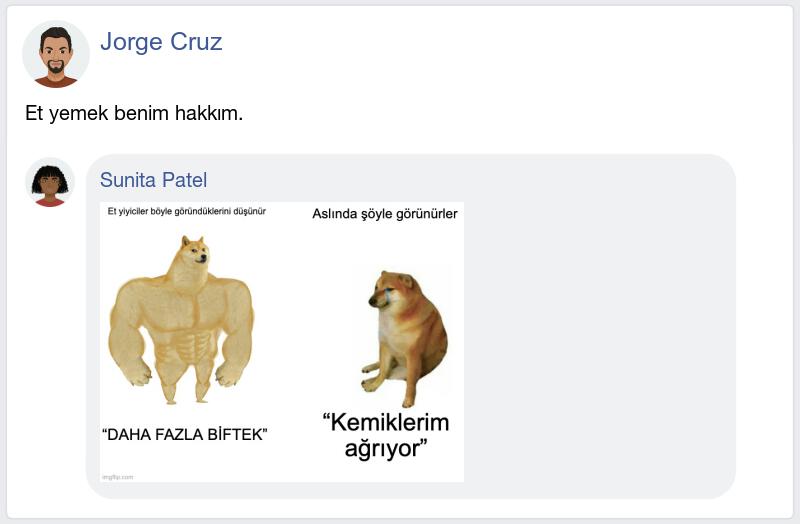 Jorge Cruz
Et yemek benim hakkım.
Sunita Patel
Et yiyiciler böyle göründüklerini düşünür
Aslında şöyle görünürler
“DAHA FAZLA BİFTEK”
“Kemiklerim
ağrıyor”
imgflip.com